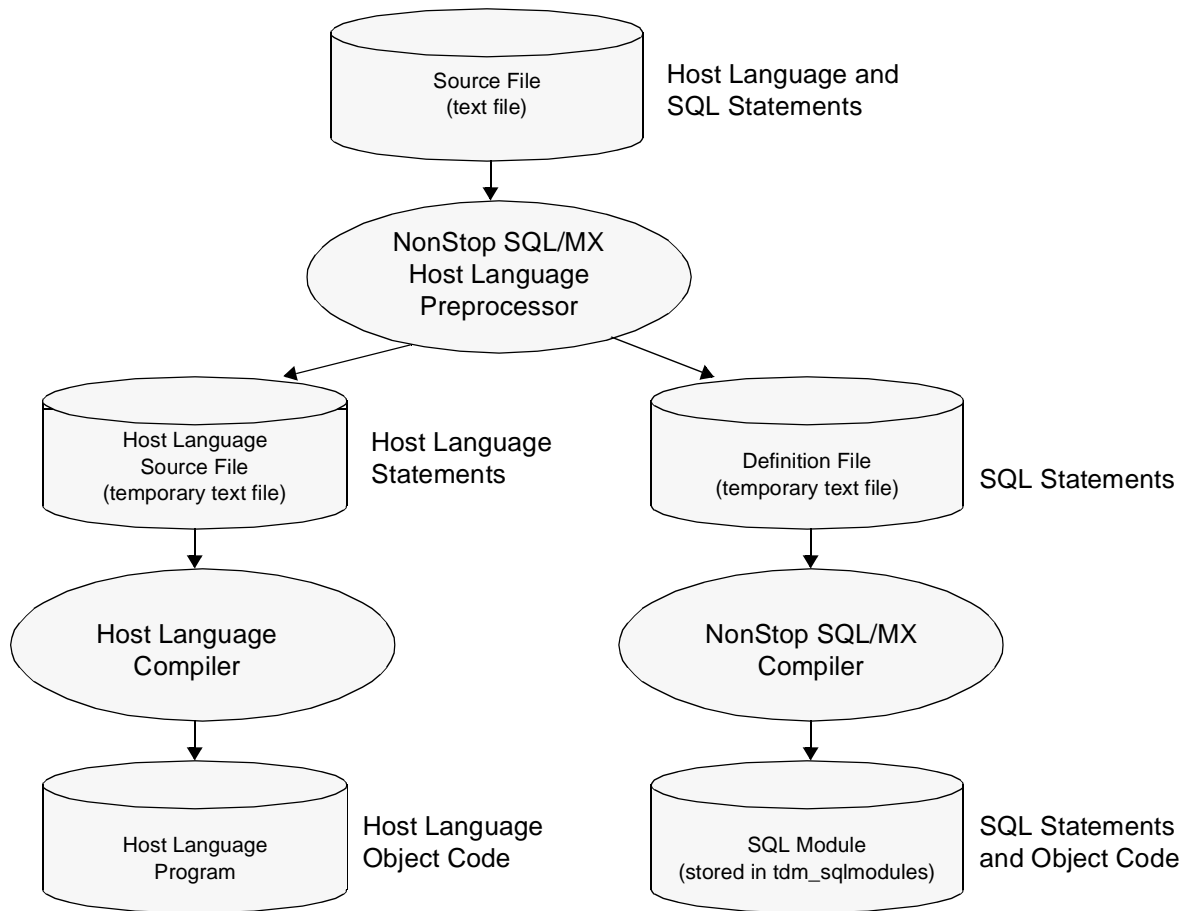 Source File
(text file)
Host Language and
SQL Statements
NonStop SQL/MX
Host Language
Preprocessor
Host Language
Source File
(temporary text file)
Host Language
Statements
Definition File
(temporary text file)
SQL Statements
Host Language
Compiler
NonStop SQL/MX
Compiler
Host Language
Program
Host Language
Object Code
SQL Module
(stored in tdm_sqlmodules)
SQL Statements
and Object Code